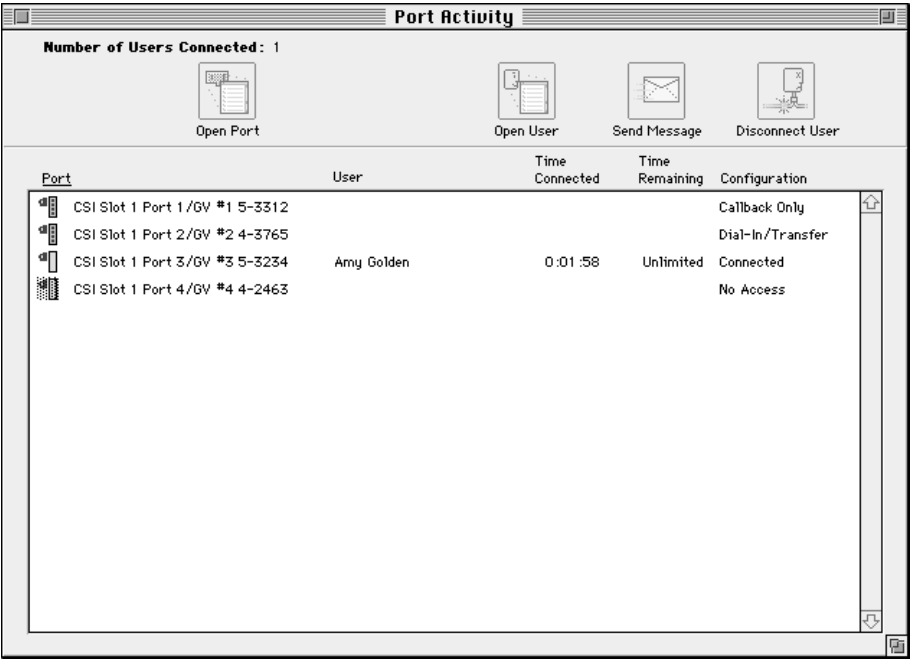 Port Activity
Number of Users Connected: 1
Open Port
Open User
Send Message
Disconnect User
Port User Time Connected Time Remaining Configuration
CSI Slot 1 Port 1/GV #1 5-3312 Callback Only
CSI Slot 1 Port 2/GV #2 4-3765 Dial-In/Transfer
CSI Slot 1 Port 3/GV #3 5-3234 Amy Golden 0:01:58 Unlimited Connected
CSI Slot 1 Port 4/GV #4 4-2463 No Access